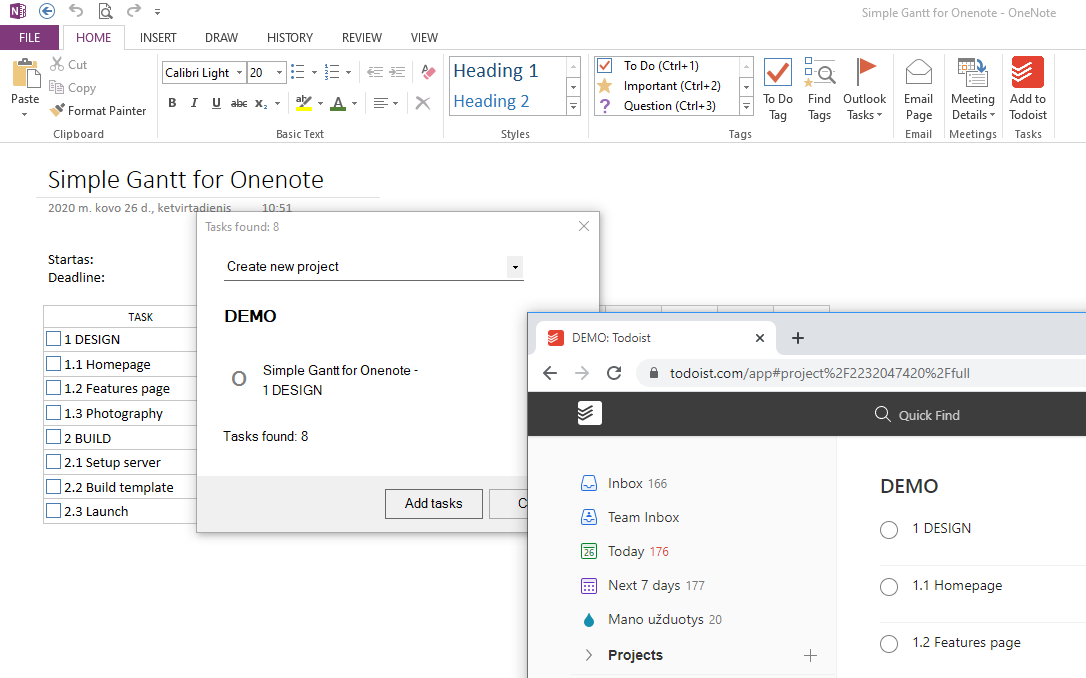 Simple Gantt for Onenote - OneNote
FILE HOME INSERT DRAW HISTORY REVIEW VIEW
Paste
Cut
Copy
Format Painter
Clipboard
Calibri Light 20
B I U abc x₂ ab A
Basic Text
Heading 1
Heading 2
Styles
To Do (Ctrl+1)
Important (Ctrl+2)
Question (Ctrl+3)
To Do
Tag
Find
Tags
Outlook
Tasks
Tags
Email
Page
Email
Meeting
Details
Meetings
Add to
Todoist
Tasks
Simple Gantt for Onenote
2020 m. kovo 26 d., ketvirtadienis 10:51
Startas:
Deadline:
TASK
1 DESIGN
1.1 Homepage
1.2 Features page
1.3 Photography
2 BUILD
2.1 Setup server
2.2 Build template
2.3 Launch
Tasks found: 8
Create new project
DEMO
Simple Gantt for Onenote -
1 DESIGN
Tasks found: 8
Add tasks
C
DEMO: Todoist
todoist.com/app#project%2F2232047420%2Ffull
Quick Find
Inbox 166
Team Inbox
26 Today 176
Next 7 days 177
Mano užduotys 20
Projects
DEMO
1 DESIGN
1.1 Homepage
1.2 Features page